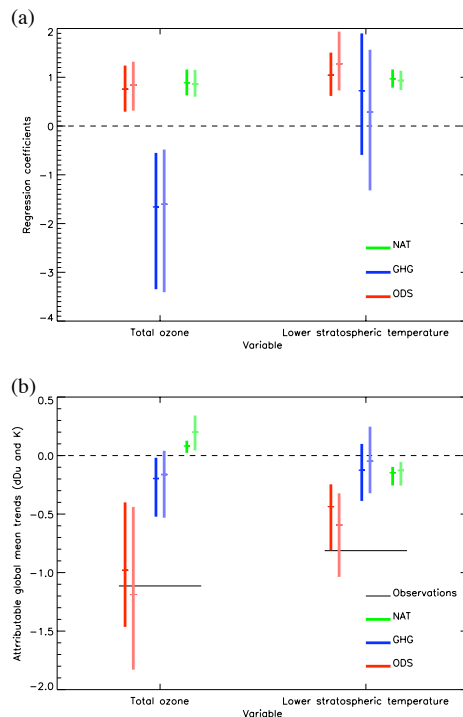 (a)
2
1
0
−1
−2
−3
−4
Regression coefficients
NAT
GHG
ODS
Total ozone
Lower stratospheric temperature
Variable
(b)
0.5
0.0
−0.5
−1.0
−1.5
−2.0
Attrributable global mean trends (dDu and K)
Observations
NAT
GHG
ODS
Total ozone
Lower stratospheric temperature
Variable